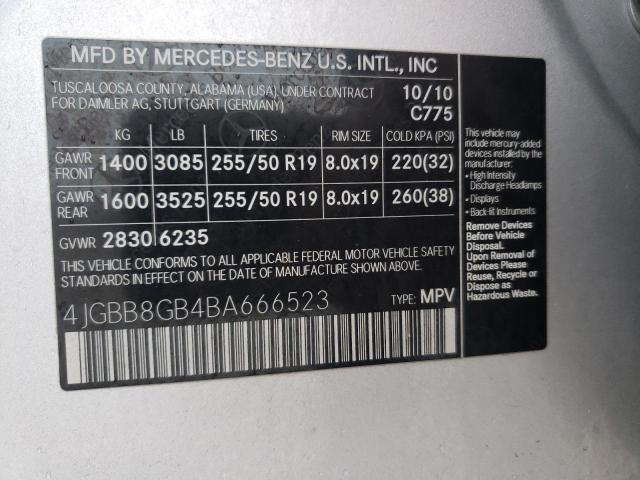 MFD BY MERCEDES-BENZ U.S. INTL., INC
TUSCALOOSA COUNTY, ALABAMA (USA), UNDER CONTRACT
FOR DAIMLER AG, STUTTGART (GERMANY)
10/10
C775
KG LB TIRES RIM SIZE COLD KPA (PSI)
GAWR FRONT 1400 3085 255/50 R19 8.0x19 220(32)
GAWR REAR 1600 3525 255/50 R19 8.0x19 260(38)
GVWR 2830 6235
THIS VEHICLE CONFORMS TO ALL APPLICABLE FEDERAL MOTOR VEHICLE SAFETY
STANDARDS IN EFFECT ON THE DATE OF MANUFACTURE SHOWN ABOVE.
4JGBB8GB4BA666523 TYPE: MPV
This vehicle may
include mercury-added
devices installed by the
manufacturer:
• High Intensity
Discharge Headlamps
• Displays
• Back-lit Instruments
Remove Devices
Before Vehicle
Disposal.
Upon Removal of
Devices Please
Reuse, Recycle or
Dispose as
Hazardous Waste.